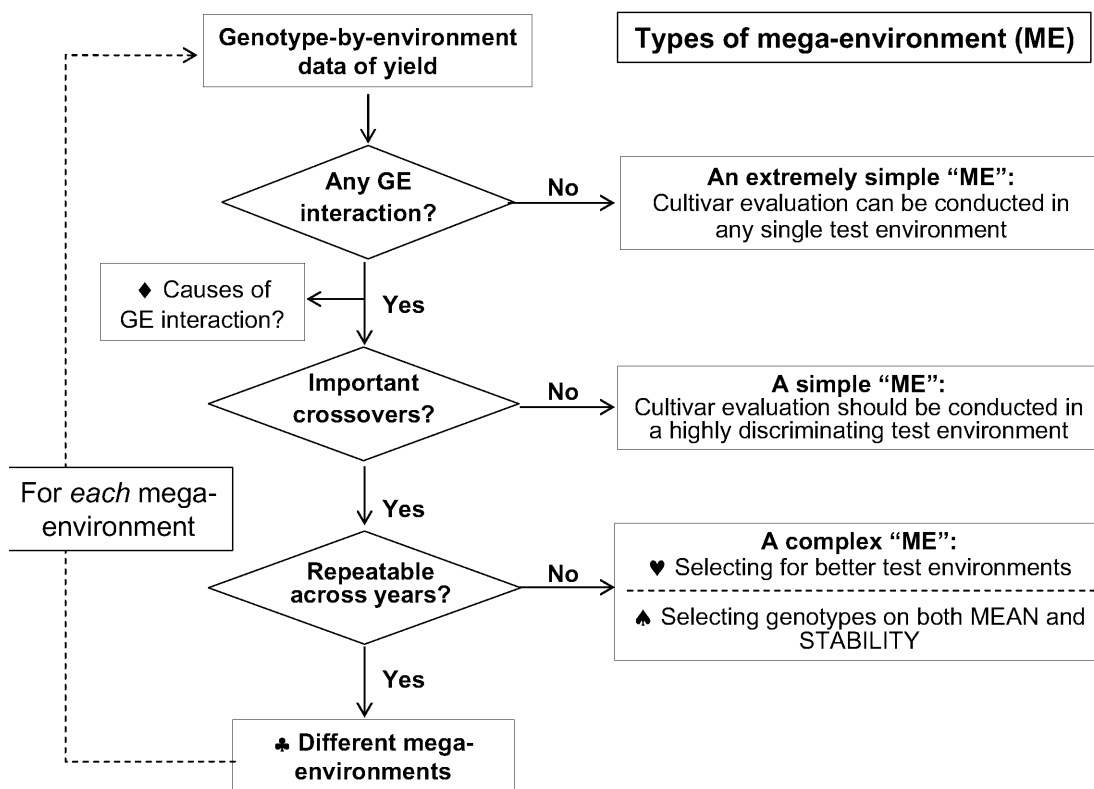 Genotype-by-environment
data of yield
Types of mega-environment (ME)
Any GE
interaction?
No
An extremely simple “ME”:
Cultivar evaluation can be conducted in
any single test environment
♦ Causes of
GE interaction?
Yes
Important
crossovers?
No
A simple “ME”:
Cultivar evaluation should be conducted in
a highly discriminating test environment
For each mega-
environment
Yes
Repeatable
across years?
No
A complex “ME”:
♥ Selecting for better test environments
♠ Selecting genotypes on both MEAN and
STABILITY
Yes
♣ Different mega-
environments